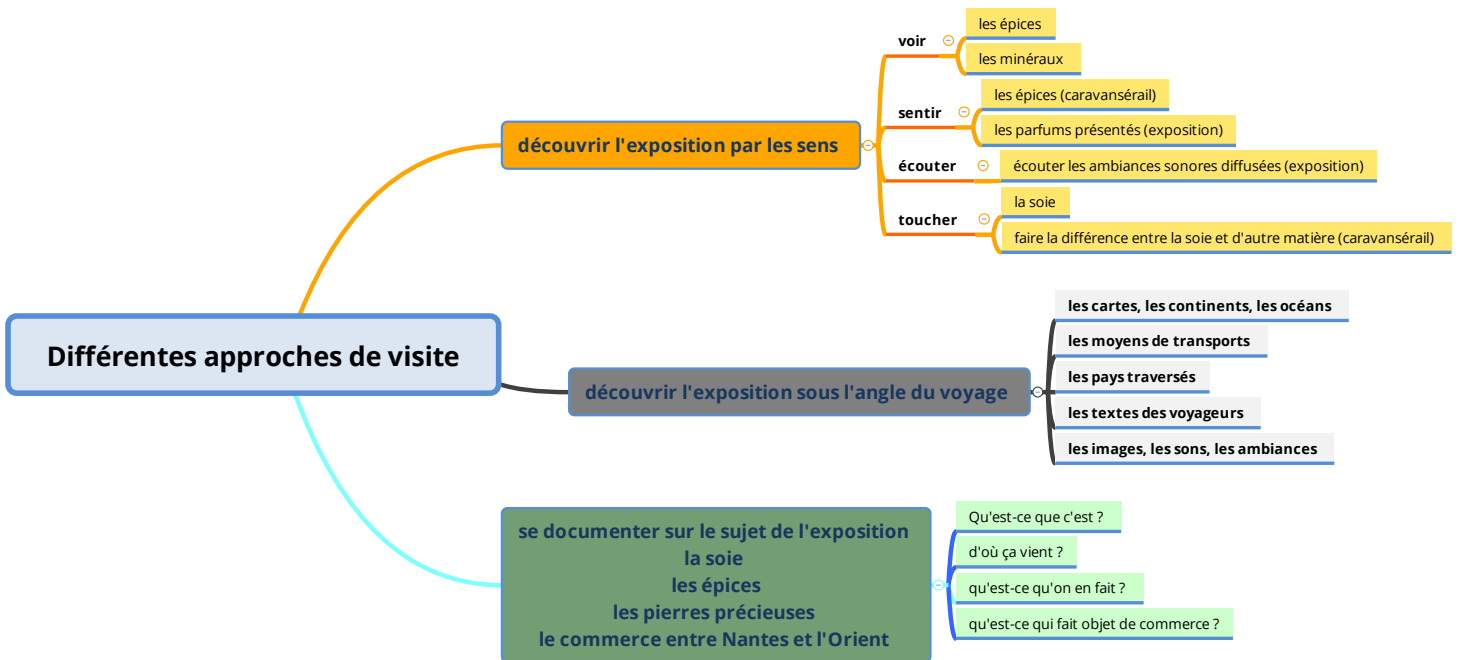 Différentes approches de visite
découvrir l'exposition par les sens
voir
les épices
les minéraux
sentir
les épices (caravansérail)
les parfums présentés (exposition)
écouter
écouter les ambiances sonores diffusées (exposition)
toucher
la soie
faire la différence entre la soie et d'autre matière (caravansérail)
découvrir l'exposition sous l'angle du voyage
les cartes, les continents, les océans
les moyens de transports
les pays traversés
les textes des voyageurs
les images, les sons, les ambiances
se documenter sur le sujet de l'exposition
la soie
les épices
les pierres précieuses
le commerce entre Nantes et l'Orient
Qu'est-ce que c'est ?
d'où ça vient ?
qu'est-ce qu'on en fait ?
qu'est-ce qui fait objet de commerce ?